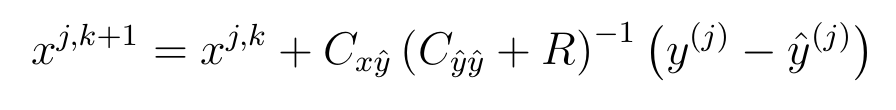 x^{j,k+1} = x^{j,k} + C_{x\hat{y}} \left( C_{\hat{y}\hat{y}} + R \right)^{-1} \left( y^{(j)} - \hat{y}^{(j)} \right)